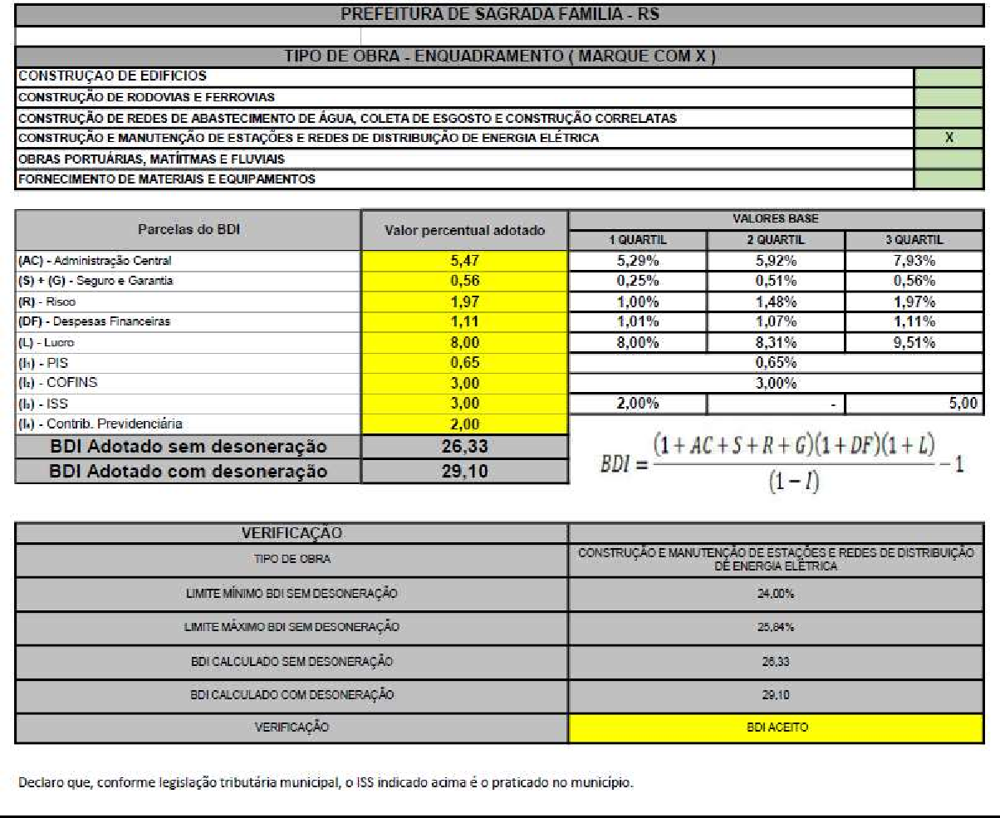 PREFEITURA DE SAGRADA FAMILIA - RS
TIPO DE OBRA - ENQUADRAMENTO ( MARQUE COM X )
CONSTRUÇAO DE EDIFICIOS
CONSTRUÇÃO DE RODOVIAS E FERROVIAS
CONSTRUÇÃO DE REDES DE ABASTECIMENTO DE ÁGUA, COLETA DE ESGOSTO E CONSTRUÇÃO CORRELATAS
CONSTRUÇÃO E MANUTENÇÃO DE ESTAÇÕES E REDES DE DISTRIBUIÇÃO DE ENERGIA ELÉTRICA X
OBRAS PORTUÁRIAS, MATÍITMAS E FLUVIAIS
FORNECIMENTO DE MATERIAIS E EQUIPAMENTOS
Parcelas do BDI Valor percentual adotado VALORES BASE
1 QUARTIL 2 QUARTIL 3 QUARTIL
(AC) - Administração Central 5,47 5,29% 5,92% 7,93%
(S) + (G) - Seguro e Garantia 0,56 0,25% 0,51% 0,56%
(R) - Risco 1,97 1,00% 1,48% 1,97%
(DF) - Despesas Financeiras 1,11 1,01% 1,07% 1,11%
(L) - Lucro 8,00 8,00% 8,31% 9,51%
(I₁) - PIS 0,65 0,65%
(I₂) - COFINS 3,00 3,00%
(I₃) - ISS 3,00 2,00% - 5,00
(I₄) - Contrib. Previdenciária 2,00
BDI Adotado sem desoneração 26,33
BDI Adotado com desoneração 29,10
BDI = (1 + AC + S + R + G)(1 + DF)(1 + L) / (1 − I) − 1
VERIFICAÇÃO
TIPO DE OBRA CONSTRUÇÃO E MANUTENÇÃO DE ESTAÇÕES E REDES DE DISTRIBUIÇÃO
DE ENERGIA ELÉTRICA
LIMITE MÍNIMO BDI SEM DESONERAÇÃO 24,00%
LIMITE MÁXIMO BDI SEM DESONERAÇÃO 25,84%
BDI CALCULADO SEM DESONERAÇÃO 26,33
BDI CALCULADO COM DESONERAÇÃO 29,10
VERIFICAÇÃO BDI ACEITO
Declaro que, conforme legislação tributária municipal, o ISS indicado acima é o praticado no município.